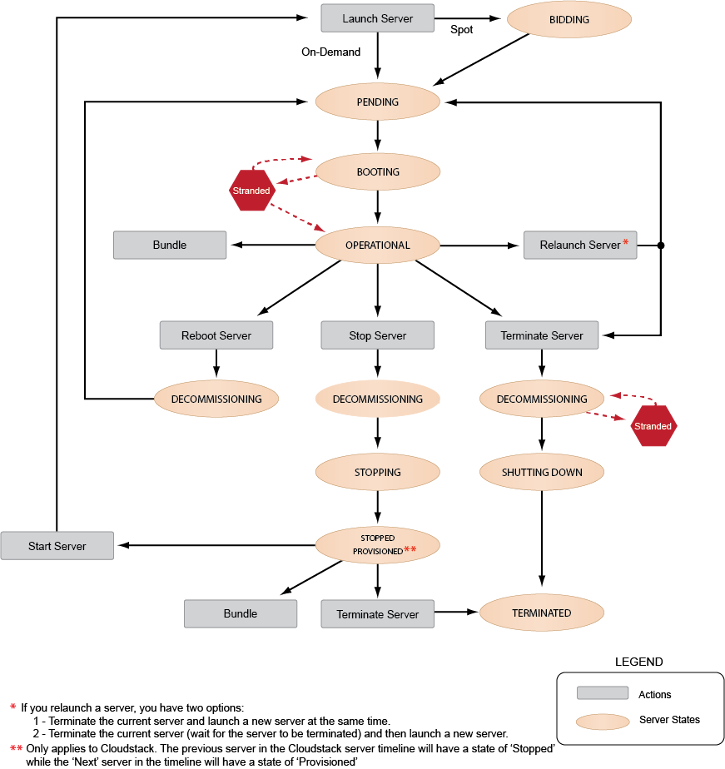 Launch Server
Spot
BIDDING
On-Demand
PENDING
BOOTING
Stranded
Bundle
OPERATIONAL
Relaunch Server *
Reboot Server
Stop Server
Terminate Server
DECOMMISSIONING
DECOMMISSIONING
DECOMMISSIONING
Stranded
STOPPING
SHUTTING DOWN
Start Server
STOPPED
PROVISIONED**
Bundle
Terminate Server
TERMINATED
LEGEND
Actions
Server States
* If you relaunch a server, you have two options:
1 - Terminate the current server and launch a new server at the same time.
2 - Terminate the current server (wait for the server to be terminated) and then launch a new server.
** Only applies to Cloudstack. The previous server in the Cloudstack server timeline will have a state of 'Stopped'
while the 'Next' server in the timeline will have a state of 'Provisioned'